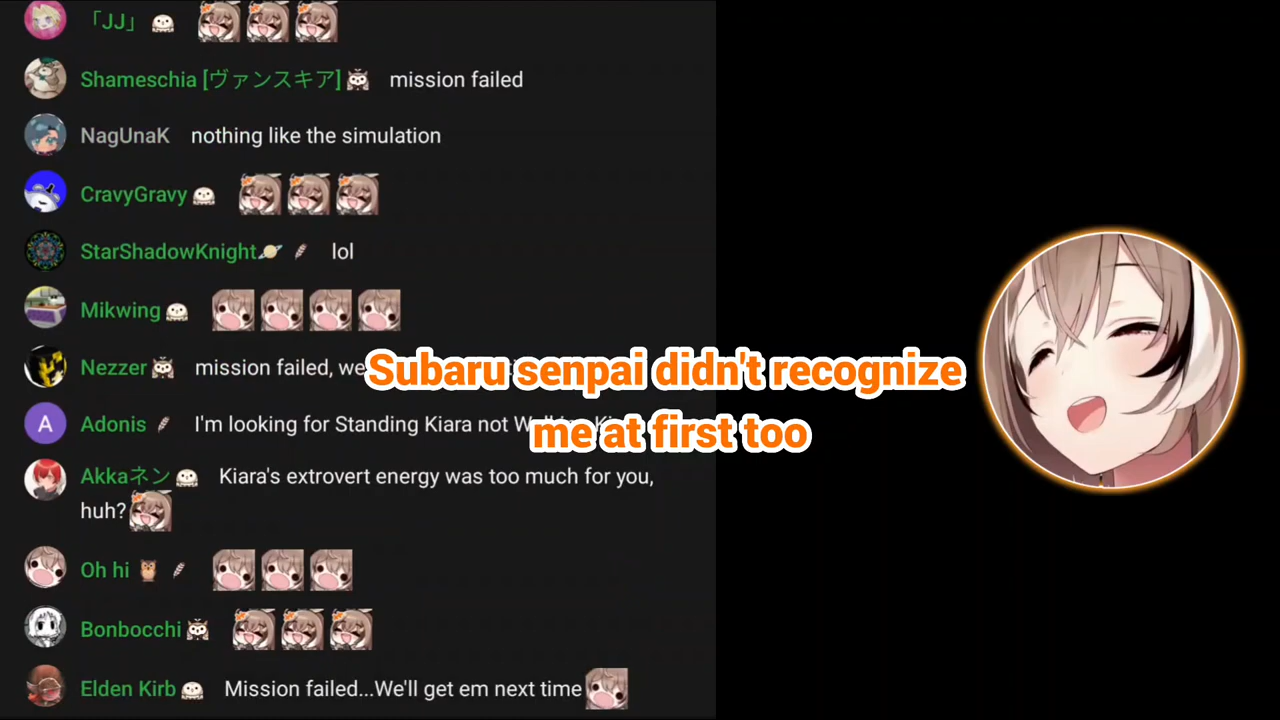 「JJ」
Shameschia [ヴァンスキア] mission failed
NagUnaK nothing like the simulation
CravyGravy
StarShadowKnight lol
Mikwing
Nezzer mission failed, we
Subaru senpai didn't recognize
me at first too
A Adonis I'm looking for Standing Kiara not
Akkaネン Kiara's extrovert energy was too much for you,
huh?
Oh hi
Bonbocchi
Elden Kirb Mission failed...We'll get em next time